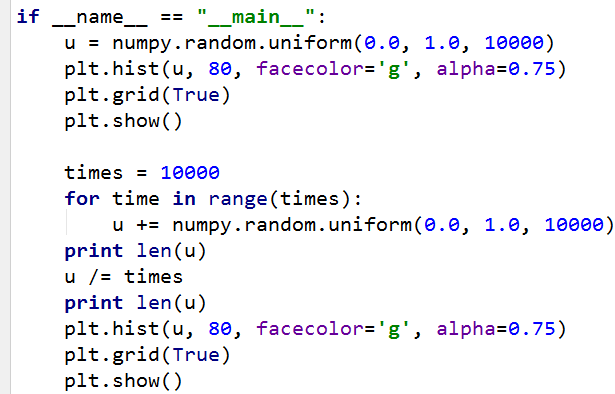 if __name__ == "__main__":
    u = numpy.random.uniform(0.0, 1.0, 10000)
    plt.hist(u, 80, facecolor='g', alpha=0.75)
    plt.grid(True)
    plt.show()

    times = 10000
    for time in range(times):
        u += numpy.random.uniform(0.0, 1.0, 10000)
    print len(u)
    u /= times
    print len(u)
    plt.hist(u, 80, facecolor='g', alpha=0.75)
    plt.grid(True)
    plt.show()